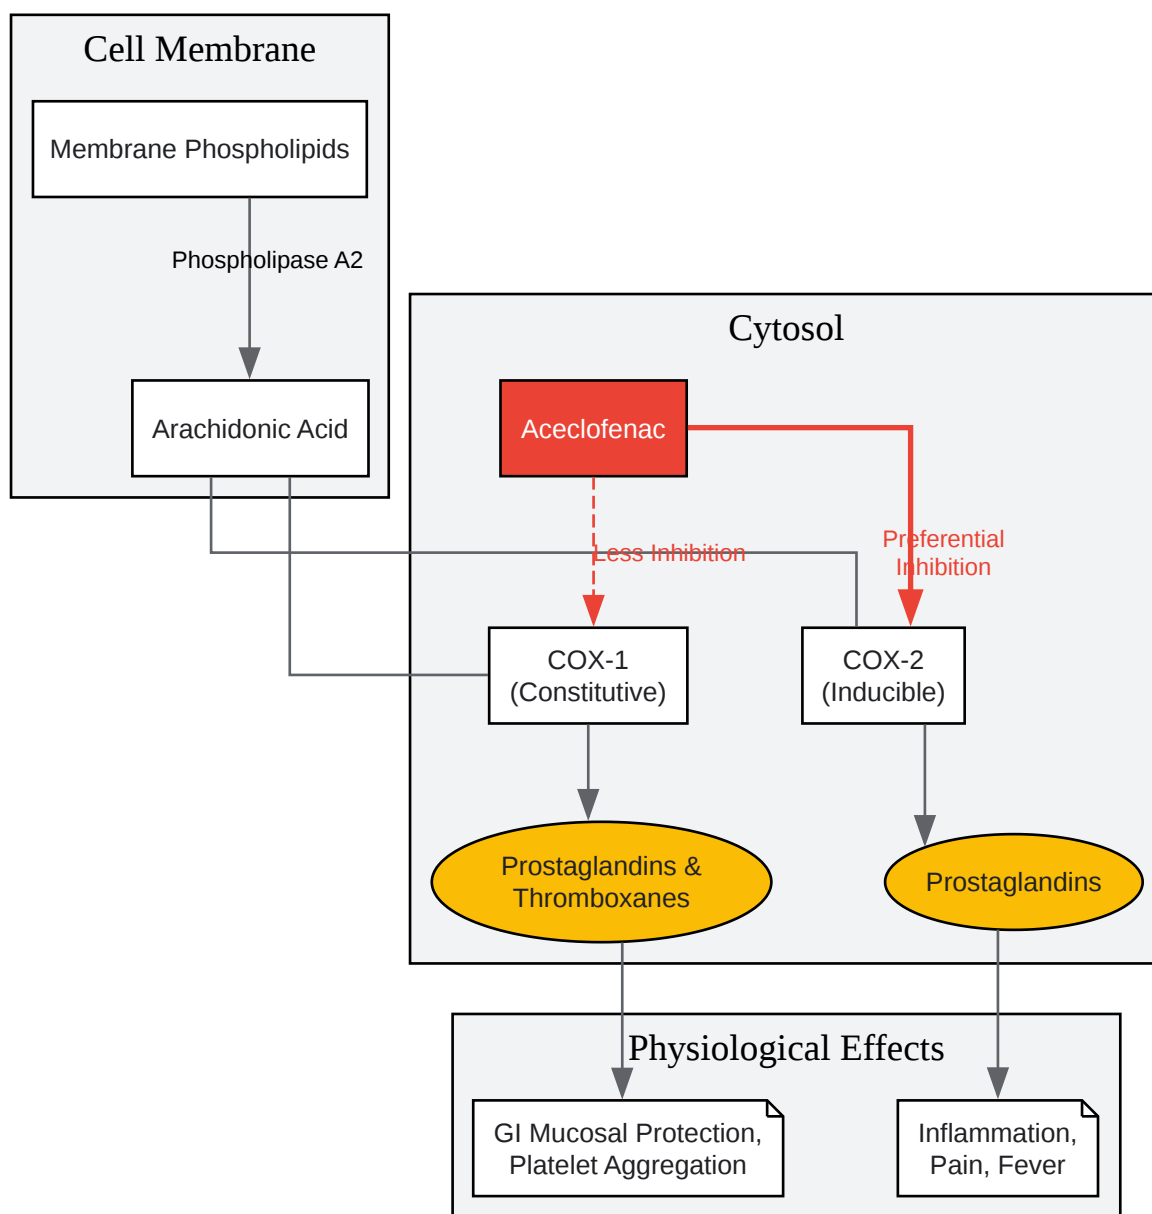 Cell Membrane
Membrane Phospholipids
Phospholipase A2
Arachidonic Acid
Cytosol
Aceclofenac
Less Inhibition
Preferential
Inhibition
COX-1
(Constitutive)
COX-2
(Inducible)
Prostaglandins &
Thromboxanes
Prostaglandins
Physiological Effects
GI Mucosal Protection,
Platelet Aggregation
Inflammation,
Pain, Fever